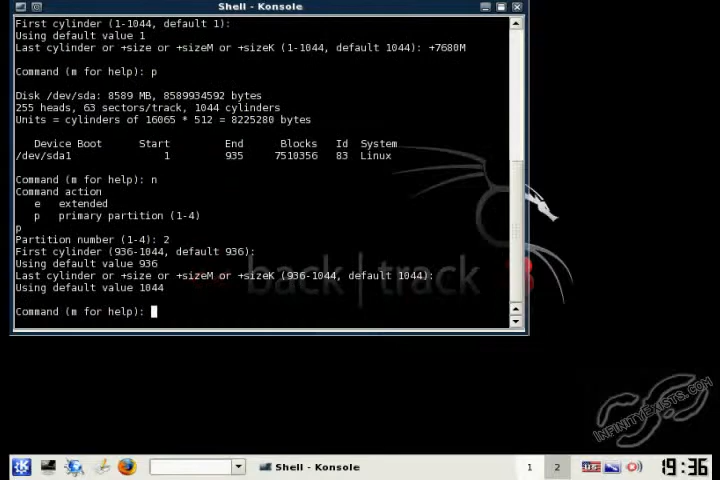 Shell - Konsole
First cylinder (1-1044, default 1):
Using default value 1
Last cylinder or +size or +sizeM or +sizeK (1-1044, default 1044): +7680M
Command (m for help): p
Disk /dev/sda: 8589 MB, 8589934592 bytes
255 heads, 63 sectors/track, 1044 cylinders
Units = cylinders of 16065 * 512 = 8225280 bytes
Device Boot Start End Blocks Id System
/dev/sda1 1 935 7510356 83 Linux
Command (m for help): n
Command action
e extended
p primary partition (1-4)
p
Partition number (1-4): 2
First cylinder (936-1044, default 936):
Using default value 936
Last cylinder or +size or +sizeM or +sizeK (936-1044, default 1044):
Using default value 1044
Command (m for help):
back|track
InfinityExists.com
Shell - Konsole
1
2
19:36